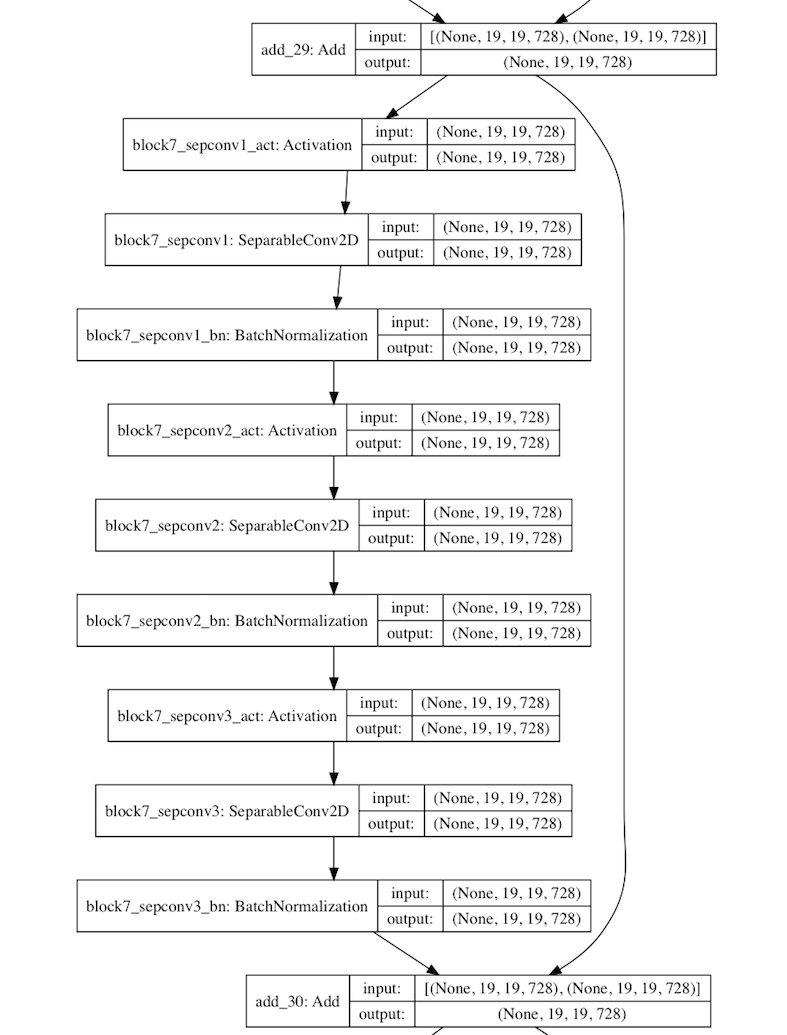 add_29: Add
input: [(None, 19, 19, 728), (None, 19, 19, 728)]
output: (None, 19, 19, 728)
block7_sepconv1_act: Activation
input: (None, 19, 19, 728)
output: (None, 19, 19, 728)
block7_sepconv1: SeparableConv2D
input: (None, 19, 19, 728)
output: (None, 19, 19, 728)
block7_sepconv1_bn: BatchNormalization
input: (None, 19, 19, 728)
output: (None, 19, 19, 728)
block7_sepconv2_act: Activation
input: (None, 19, 19, 728)
output: (None, 19, 19, 728)
block7_sepconv2: SeparableConv2D
input: (None, 19, 19, 728)
output: (None, 19, 19, 728)
block7_sepconv2_bn: BatchNormalization
input: (None, 19, 19, 728)
output: (None, 19, 19, 728)
block7_sepconv3_act: Activation
input: (None, 19, 19, 728)
output: (None, 19, 19, 728)
block7_sepconv3: SeparableConv2D
input: (None, 19, 19, 728)
output: (None, 19, 19, 728)
block7_sepconv3_bn: BatchNormalization
input: (None, 19, 19, 728)
output: (None, 19, 19, 728)
add_30: Add
input: [(None, 19, 19, 728), (None, 19, 19, 728)]
output: (None, 19, 19, 728)